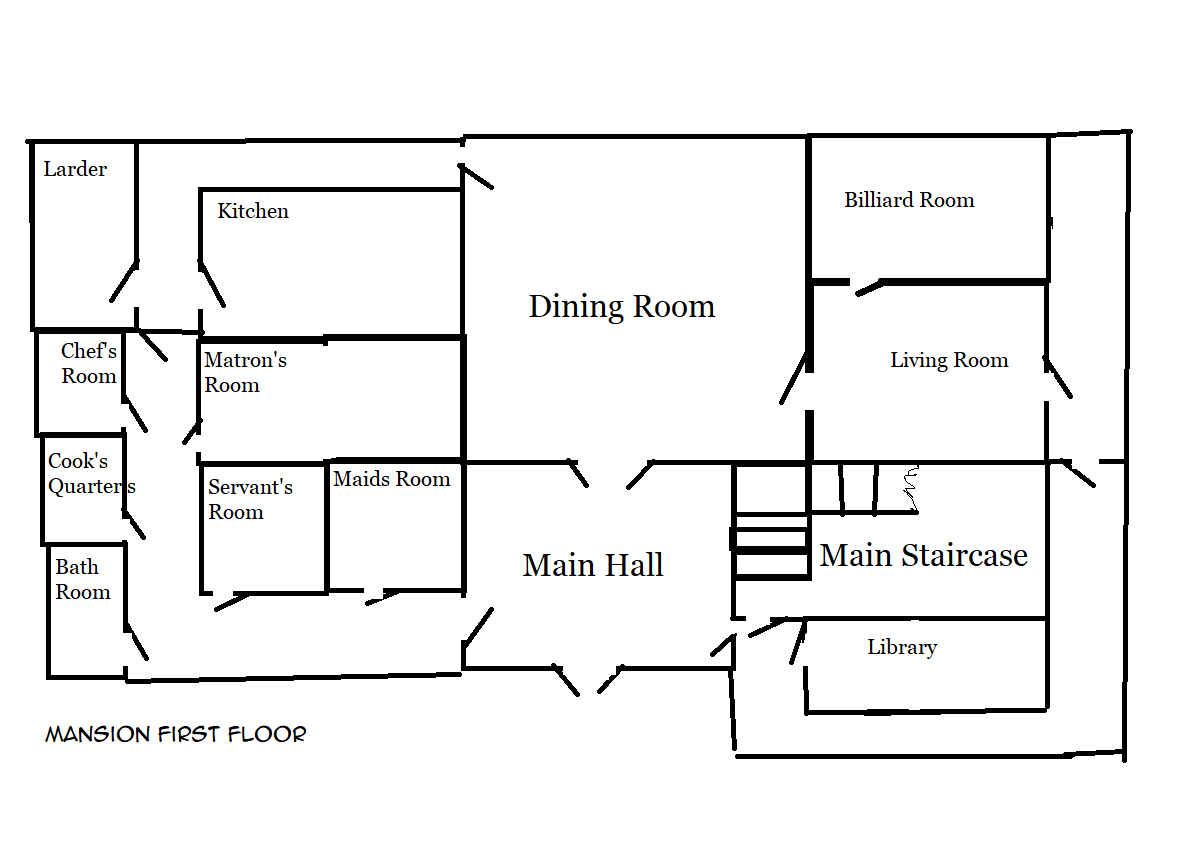 Larder
Kitchen
Billiard Room
Dining Room
Chef's
Room
Matron's
Room
Living Room
Cook's
Quarters
Servant's
Room
Maids Room
Bath
Room
Main Hall
Main Staircase
Library
MANSION FIRST FLOOR